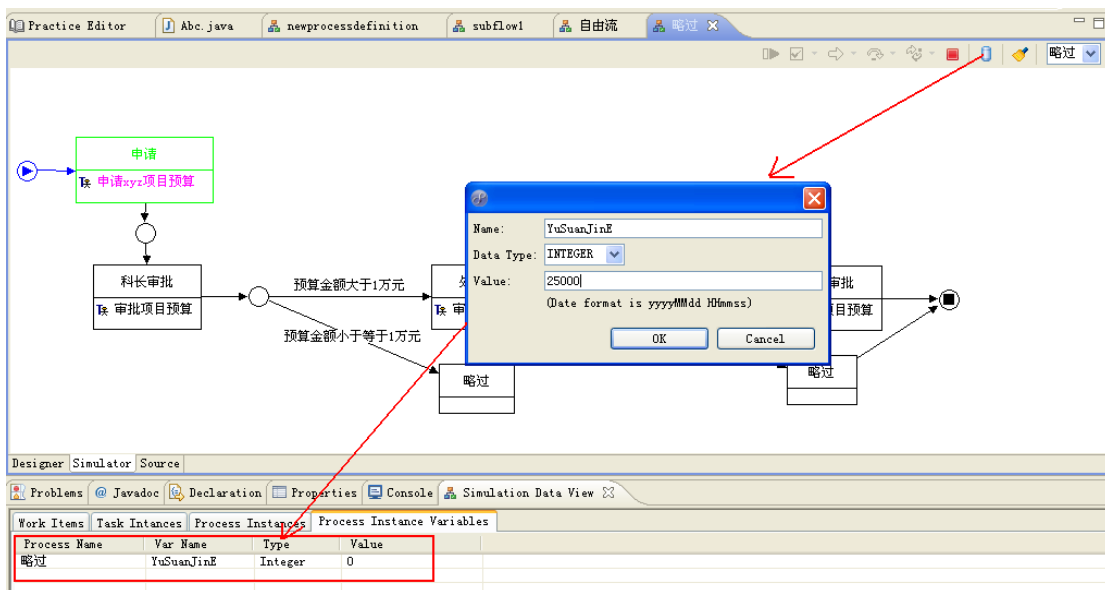 Practice Editor Abc.java newprocessdefinition subflow1 自由流 略过
略过
申请
申请xyz项目预算
科长审批
审批项目预算
预算金额大于1万元
预算金额小于等于1万元
审
略过
Name: YuSuanJinE
Data Type: INTEGER
Value: 25000
(Date format is yyyyMMdd HHmmss)
OK Cancel
审批
项目预算
略过
Designer Simulator Source
Problems @ Javadoc Declaration Properties Console Simulation Data View
Work Items Task Intances Process Instances Process Instance Variables
Process Name Var Name Type Value
略过 YuSuanJinE Integer 0